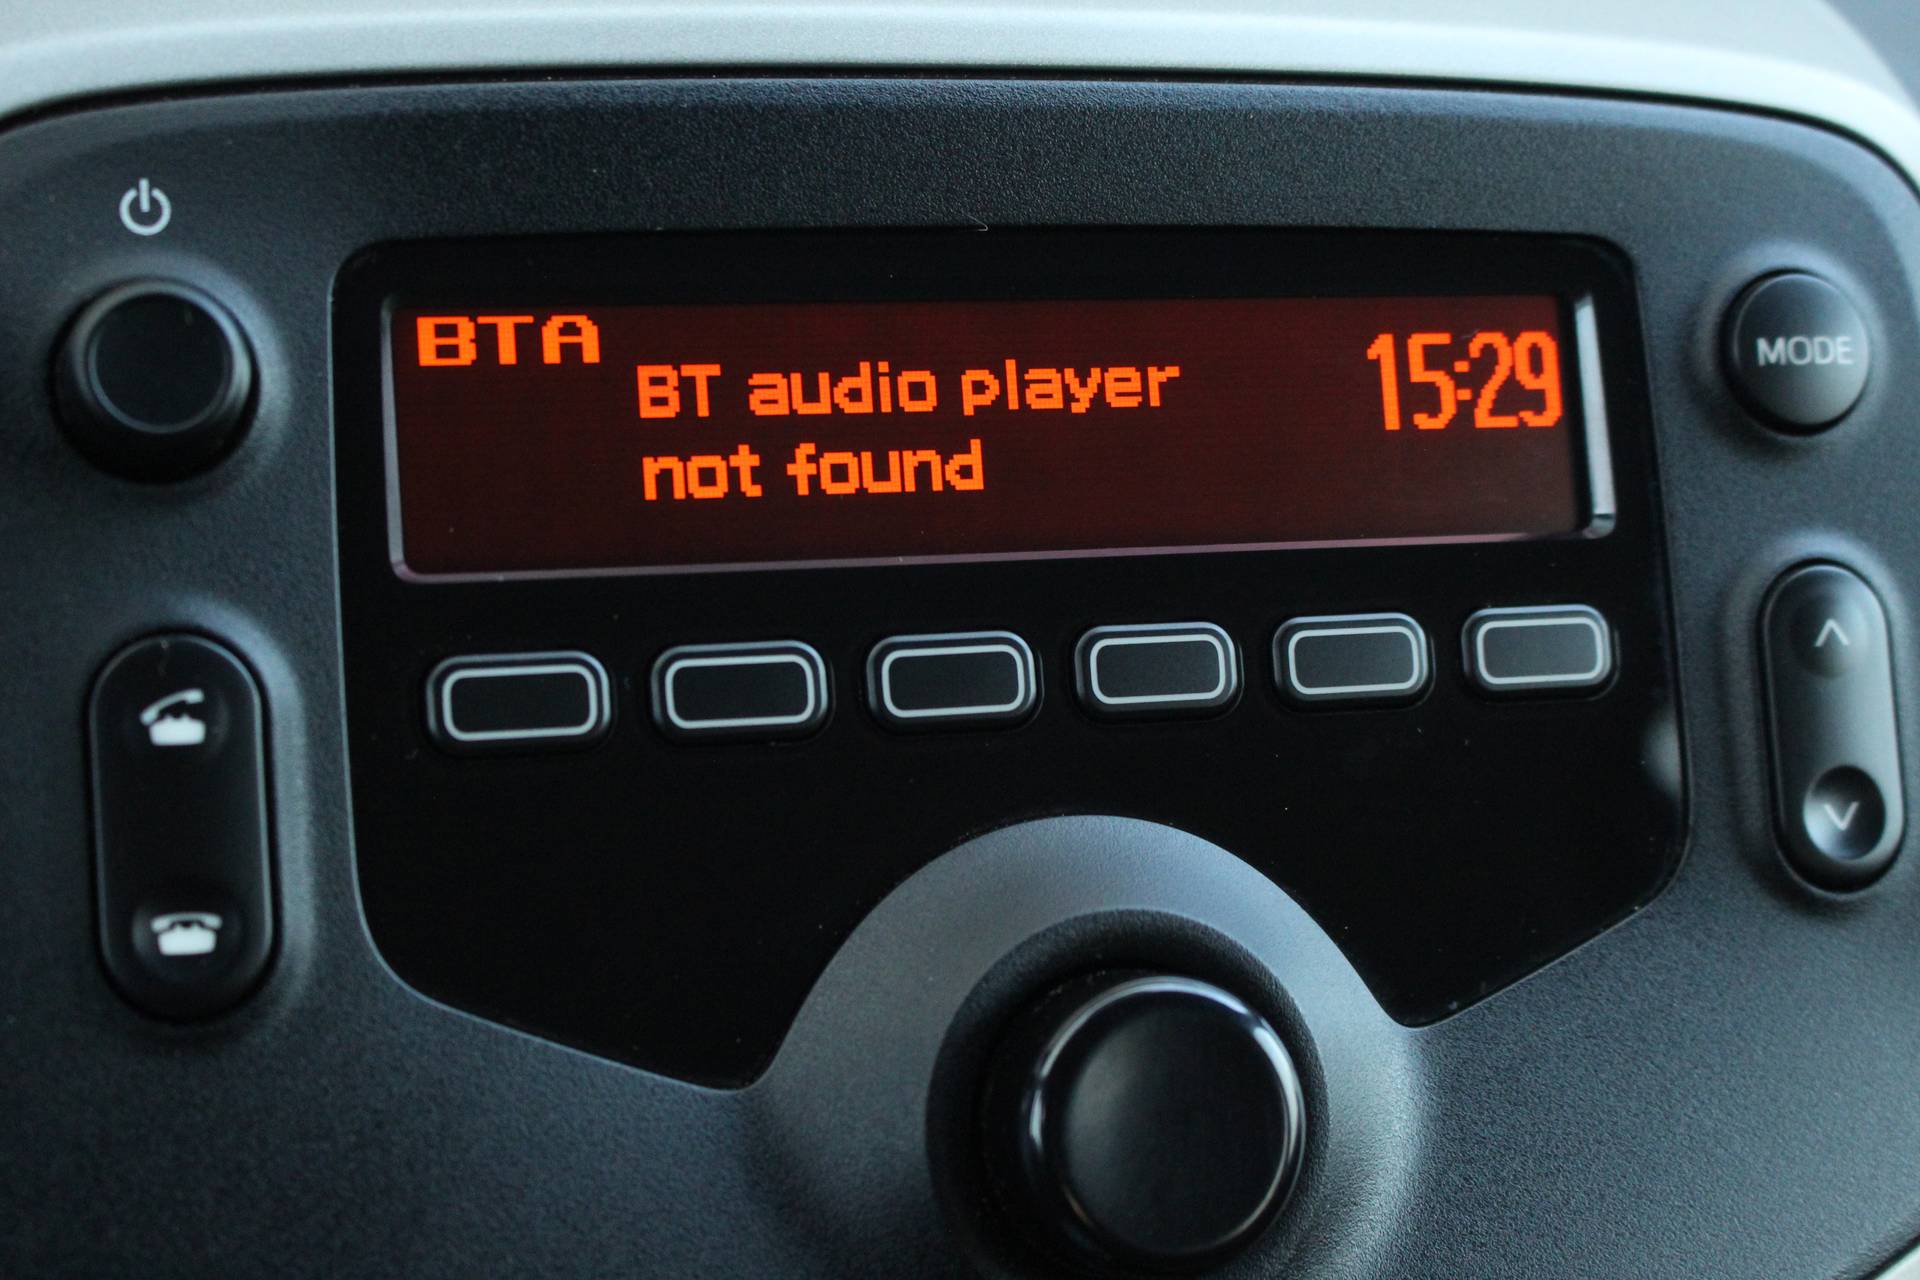 BTA
BT audio player
not found
15:29
MODE